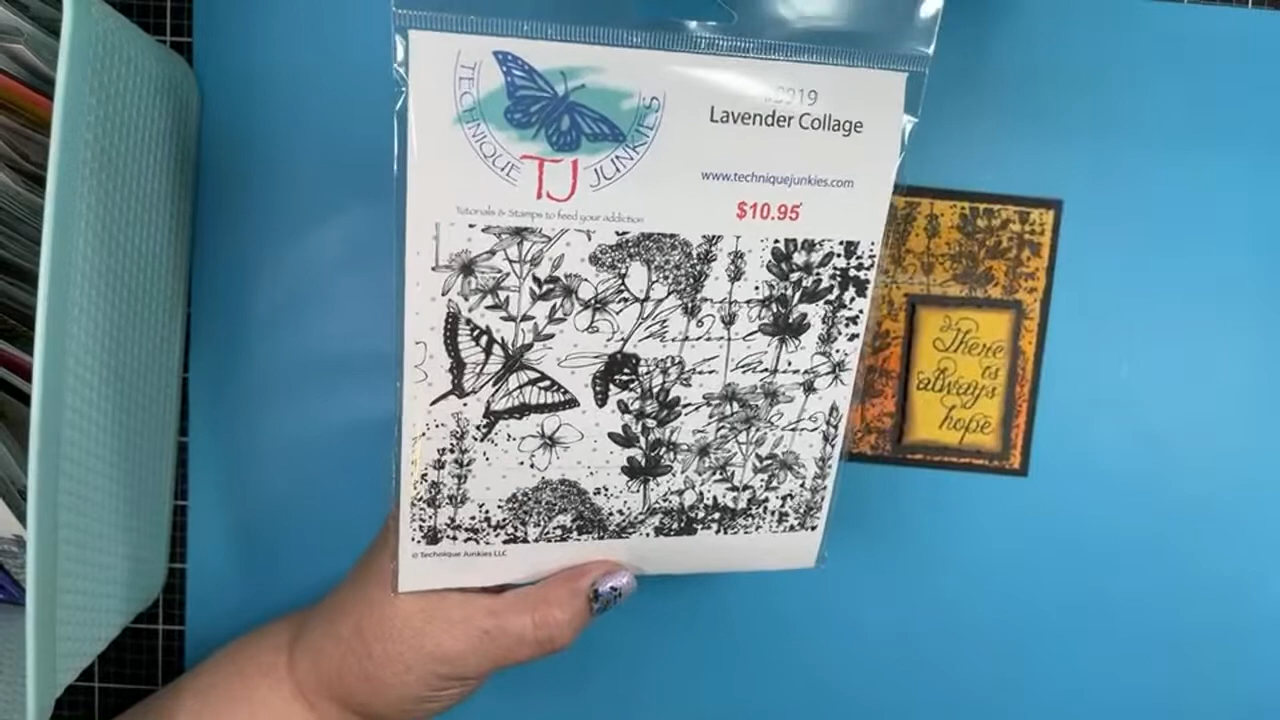 TECHNIQUE JUNKIES
TJ
Tutorials & Stamps to feed your addiction
Lavender Collage
www.techniquejunkies.com
$10.95
© Technique Junkies LLC
There
is
always
hope